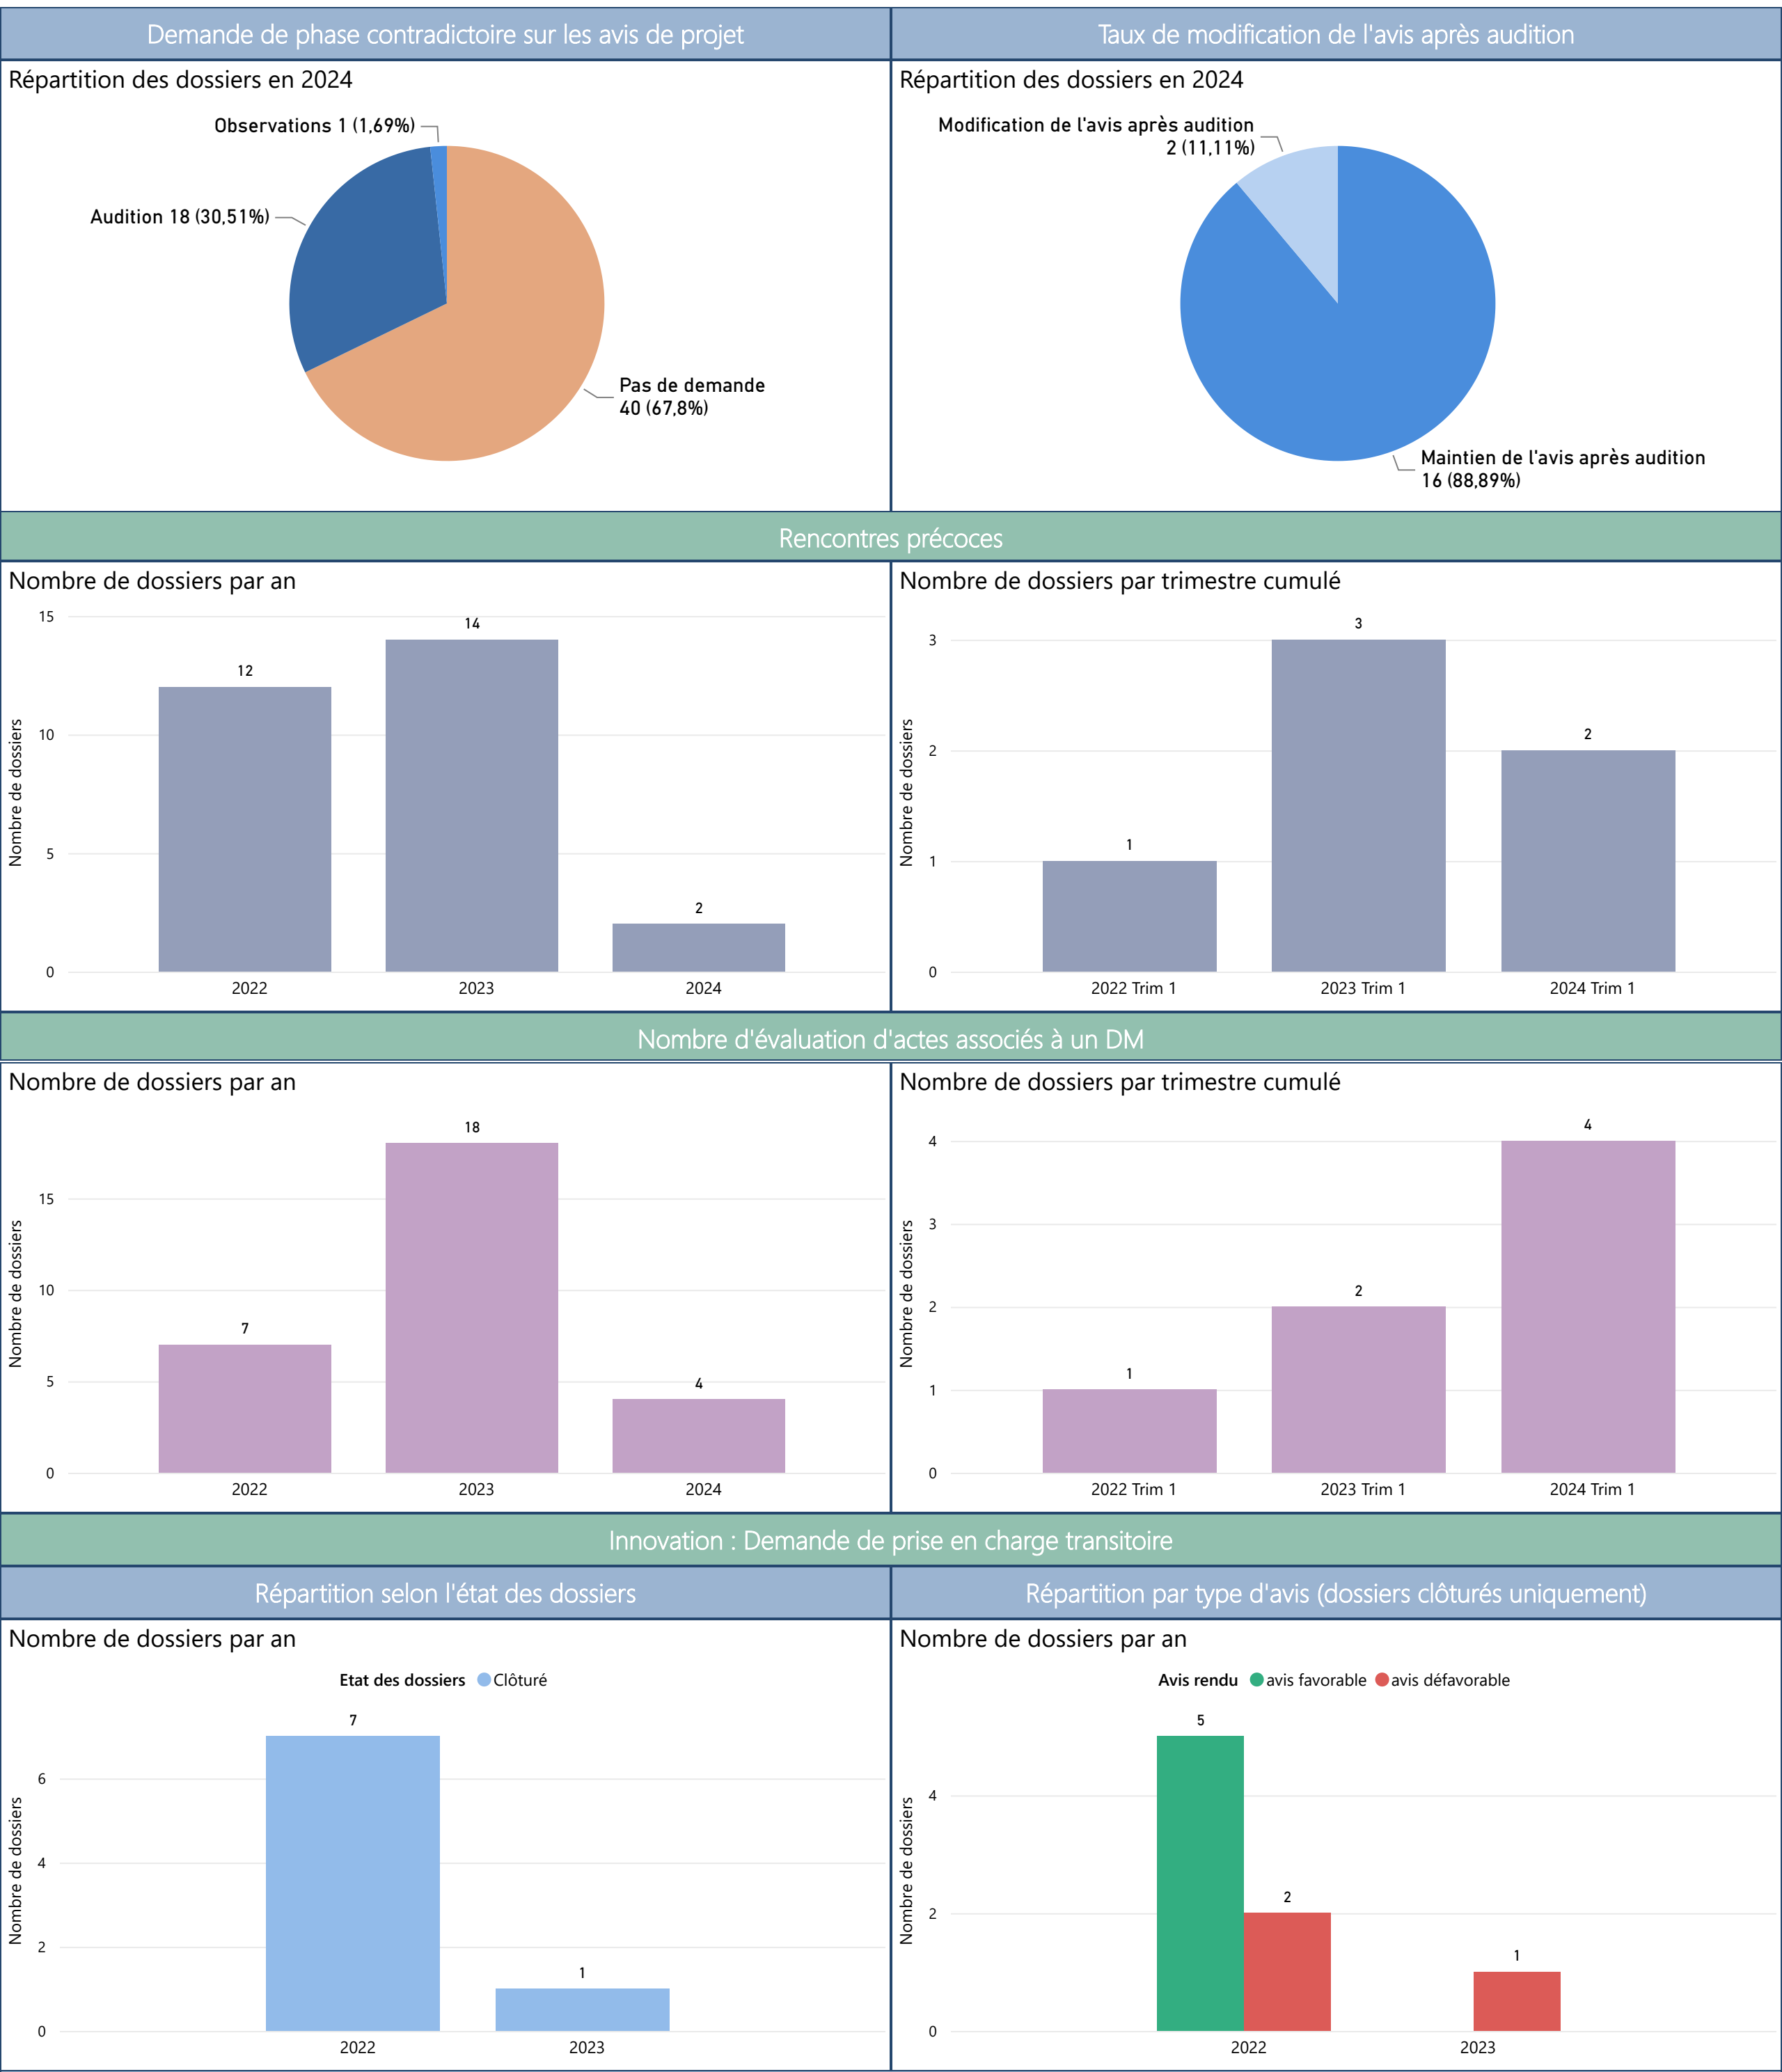 Demande de phase contradictoire sur les avis de projet
Taux de modification de l'avis après audition
Répartition des dossiers en 2024
Observations 1 (1,69%)
Audition 18 (30,51%)
Pas de demande
40 (67,8%)
Répartition des dossiers en 2024
Modification de l'avis après audition
2 (11,11%)
Maintien de l'avis après audition
16 (88,89%)
Rencontres précoces
Nombre de dossiers par an
Nombre de dossiers
15
10
5
0
12
14
2
2022
2023
2024
Nombre de dossiers par trimestre cumulé
Nombre de dossiers
3
2
1
0
1
3
2
2022 Trim 1
2023 Trim 1
2024 Trim 1
Nombre d'évaluation d'actes associés à un DM
Nombre de dossiers par an
Nombre de dossiers
15
10
5
0
7
18
4
2022
2023
2024
Nombre de dossiers par trimestre cumulé
Nombre de dossiers
4
3
2
1
0
1
2
4
2022 Trim 1
2023 Trim 1
2024 Trim 1
Innovation : Demande de prise en charge transitoire
Répartition selon l'état des dossiers
Répartition par type d'avis (dossiers clôturés uniquement)
Nombre de dossiers par an
Etat des dossiers Clôturé
Nombre de dossiers
6
4
2
0
7
1
2022
2023
Nombre de dossiers par an
Avis rendu avis favorable avis défavorable
Nombre de dossiers
4
2
0
5
2
1
2022
2023